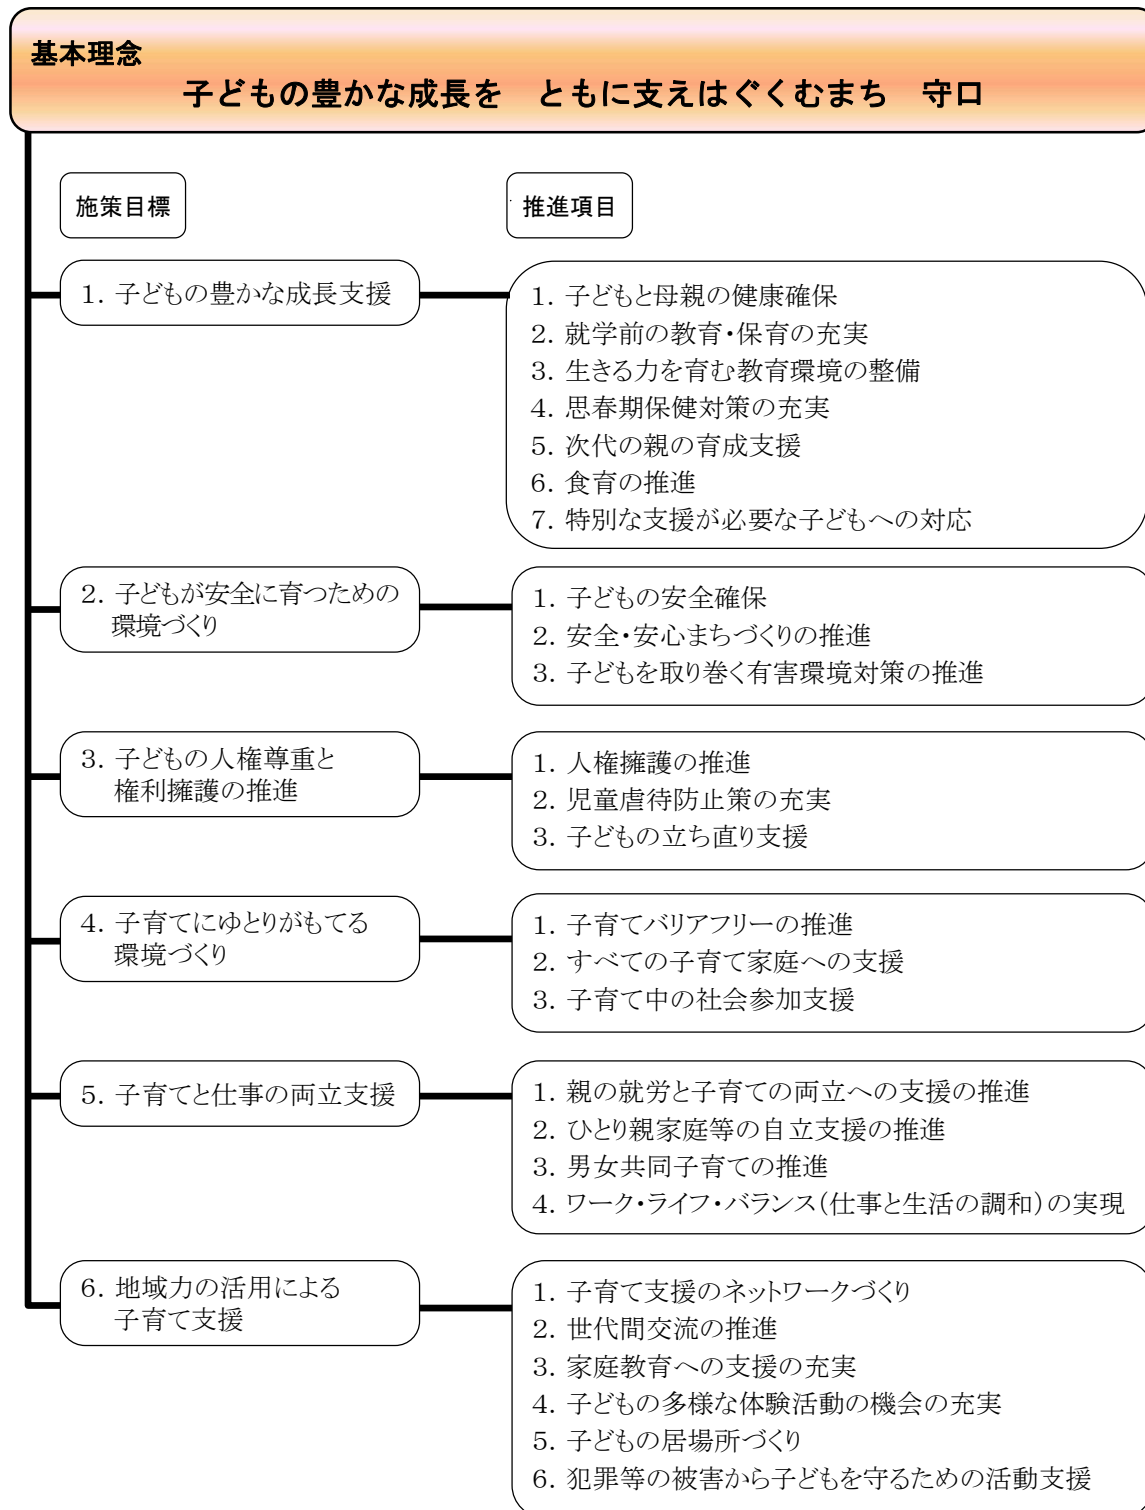 基本理念
子どもの豊かな成長を　ともに支えはぐくむまち　守口
施策目標
推進項目
1. 子どもの豊かな成長支援
1. 子どもと母親の健康確保
2. 就学前の教育・保育の充実
3. 生きる力を育む教育環境の整備
4. 思春期保健対策の充実
5. 次代の親の育成支援
6. 食育の推進
7. 特別な支援が必要な子どもへの対応
2. 子どもが安全に育つための
環境づくり
1. 子どもの安全確保
2. 安全・安心まちづくりの推進
3. 子どもを取り巻く有害環境対策の推進
3. 子どもの人権尊重と
権利擁護の推進
1. 人権擁護の推進
2. 児童虐待防止策の充実
3. 子どもの立ち直り支援
4. 子育てにゆとりがもてる
環境づくり
1. 子育てバリアフリーの推進
2. すべての子育て家庭への支援
3. 子育て中の社会参加支援
5. 子育てと仕事の両立支援
1. 親の就労と子育ての両立への支援の推進
2. ひとり親家庭等の自立支援の推進
3. 男女共同子育ての推進
4. ワーク・ライフ・バランス(仕事と生活の調和)の実現
6. 地域力の活用による
子育て支援
1. 子育て支援のネットワークづくり
2. 世代間交流の推進
3. 家庭教育への支援の充実
4. 子どもの多様な体験活動の機会の充実
5. 子どもの居場所づくり
6. 犯罪等の被害から子どもを守るための活動支援